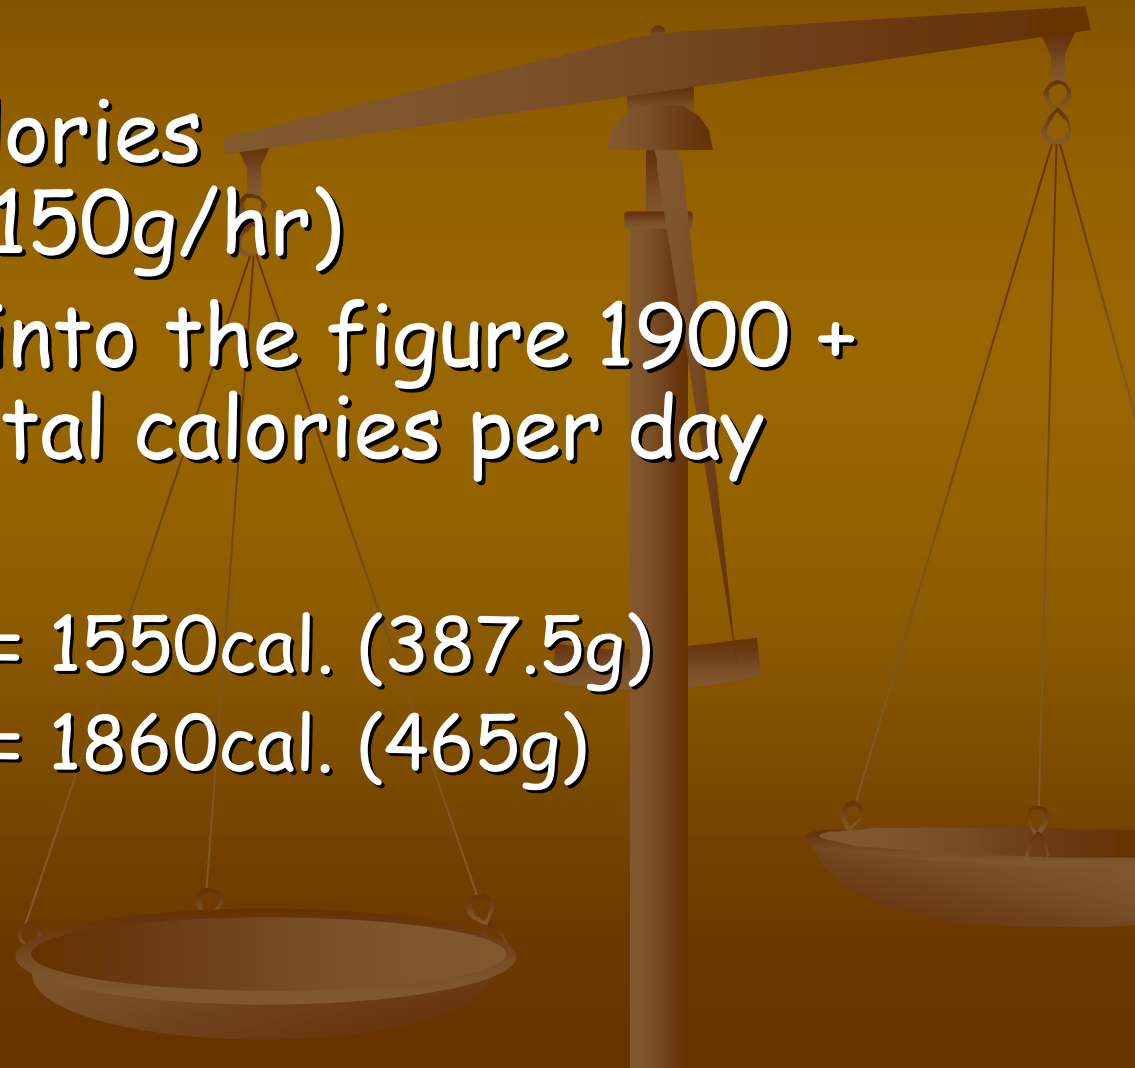 lories
150g/hr)
into the figure 1900 +
tal calories per day
= 1550cal. (387.5g)
= 1860cal. (465g)